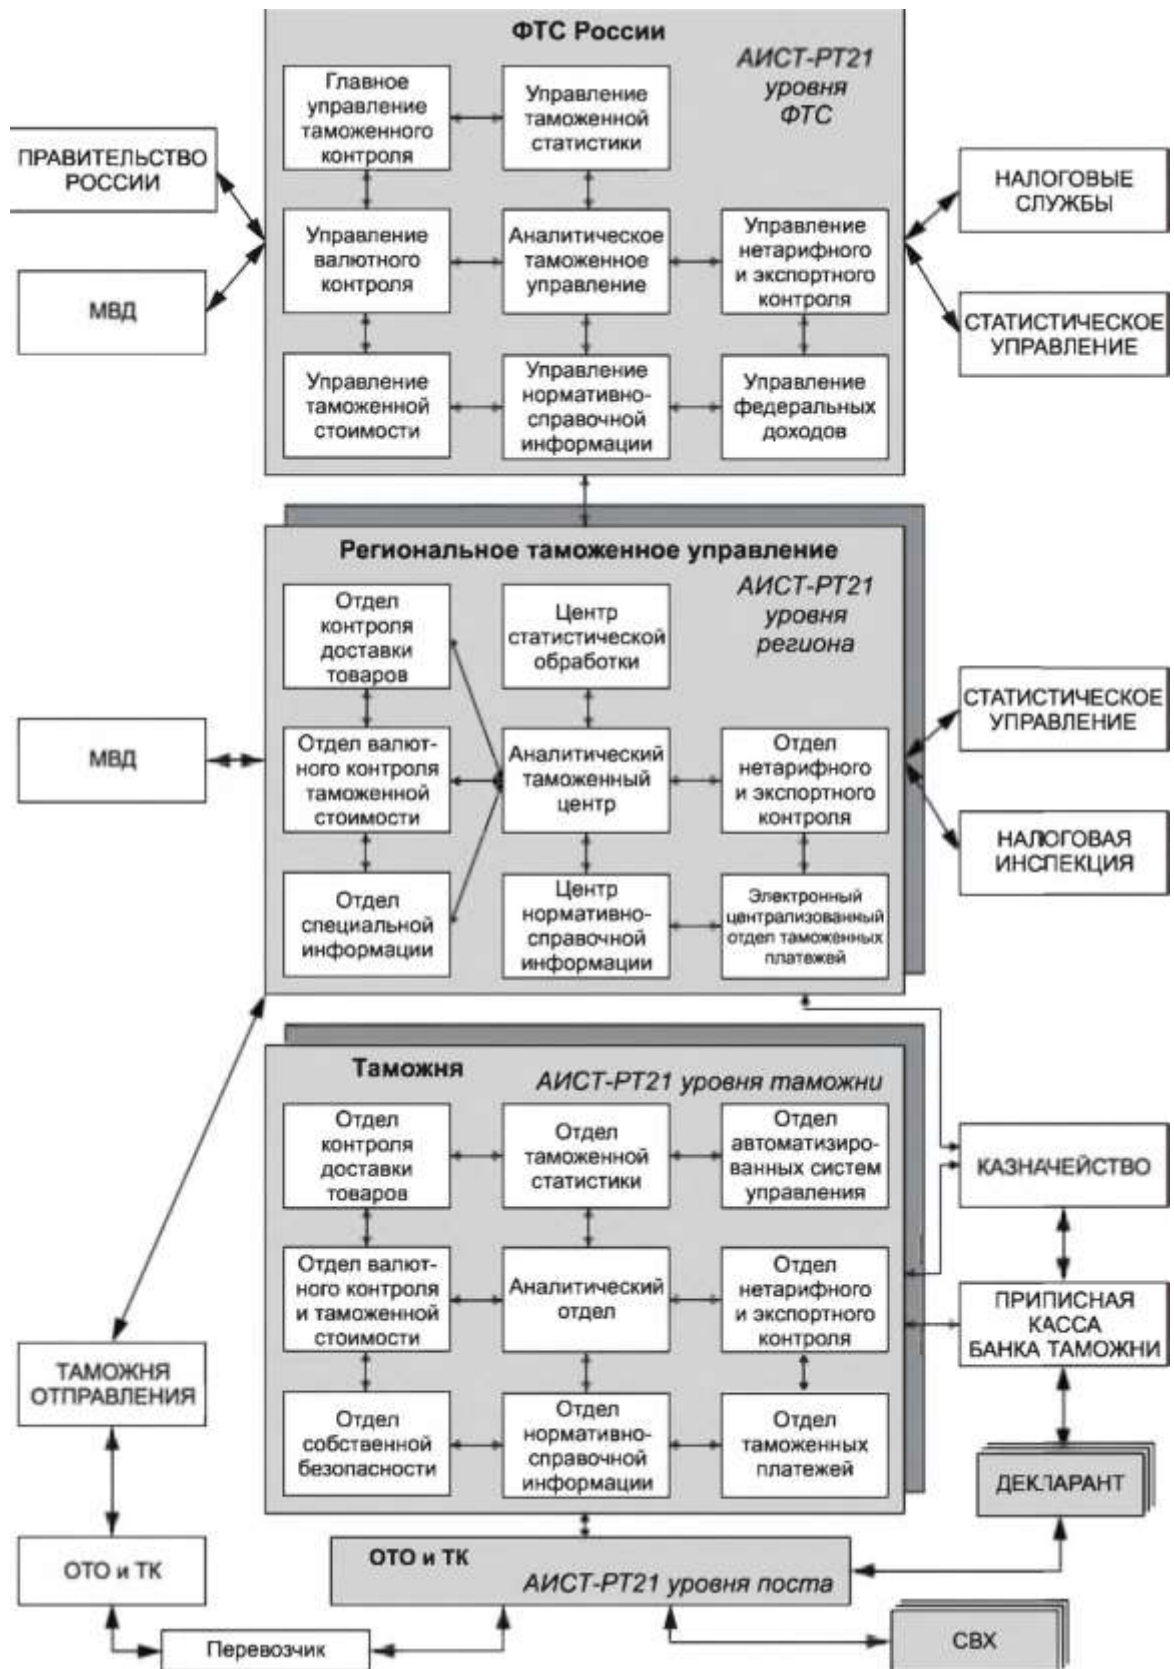 ФТС России
АИСТ-РТ21
уровня
ФТС
Главное
управление
таможенного
контроля
Управление
таможенной
статистики
ПРАВИТЕЛЬСТВО
РОССИИ
МВД
Управление
валютного
контроля
Аналитическое
таможенное
управление
Управление
нетарифного
и экспортного
контроля
НАЛОГОВЫЕ
СЛУЖБЫ
СТАТИСТИЧЕСКОЕ
УПРАВЛЕНИЕ
Управление
таможенной
стоимости
Управление
нормативно-
справочной
информации
Управление
федеральных
доходов
Региональное таможенное управление
АИСТ-РТ21
уровня
региона
Отдел
контроля
доставки
товаров
Центр
статистической
обработки
МВД
Отдел валют-
ного контроля
таможенной
стоимости
Аналитический
таможенный
центр
Отдел
нетарифного
и экспортного
контроля
СТАТИСТИЧЕСКОЕ
УПРАВЛЕНИЕ
НАЛОГОВАЯ
ИНСПЕКЦИЯ
Отдел
специальной
информации
Центр
нормативно-
справочной
информации
Электронный
централизованный
отдел таможенных
платежей
Таможня
АИСТ-РТ21 уровня таможни
Отдел
контроля
доставки
товаров
Отдел
таможенной
статистики
Отдел
автоматизиро-
ванных систем
управления
КАЗНАЧЕЙСТВО
Отдел валют-
ного контроля
и таможенной
стоимости
Аналитический
отдел
Отдел
нетарифного
и экспортного
контроля
ПРИПИСНАЯ
КАССА
БАНКА ТАМОЖНИ
ТАМОЖНЯ
ОТПРАВЛЕНИЯ
Отдел
собственной
безопасности
Отдел
нормативно-
справочной
информации
Отдел
таможенных
платежей
ДЕКЛАРАНТ
ОТО и ТК
ОТО и ТК
АИСТ-РТ21 уровня поста
Перевозчик
СВХ